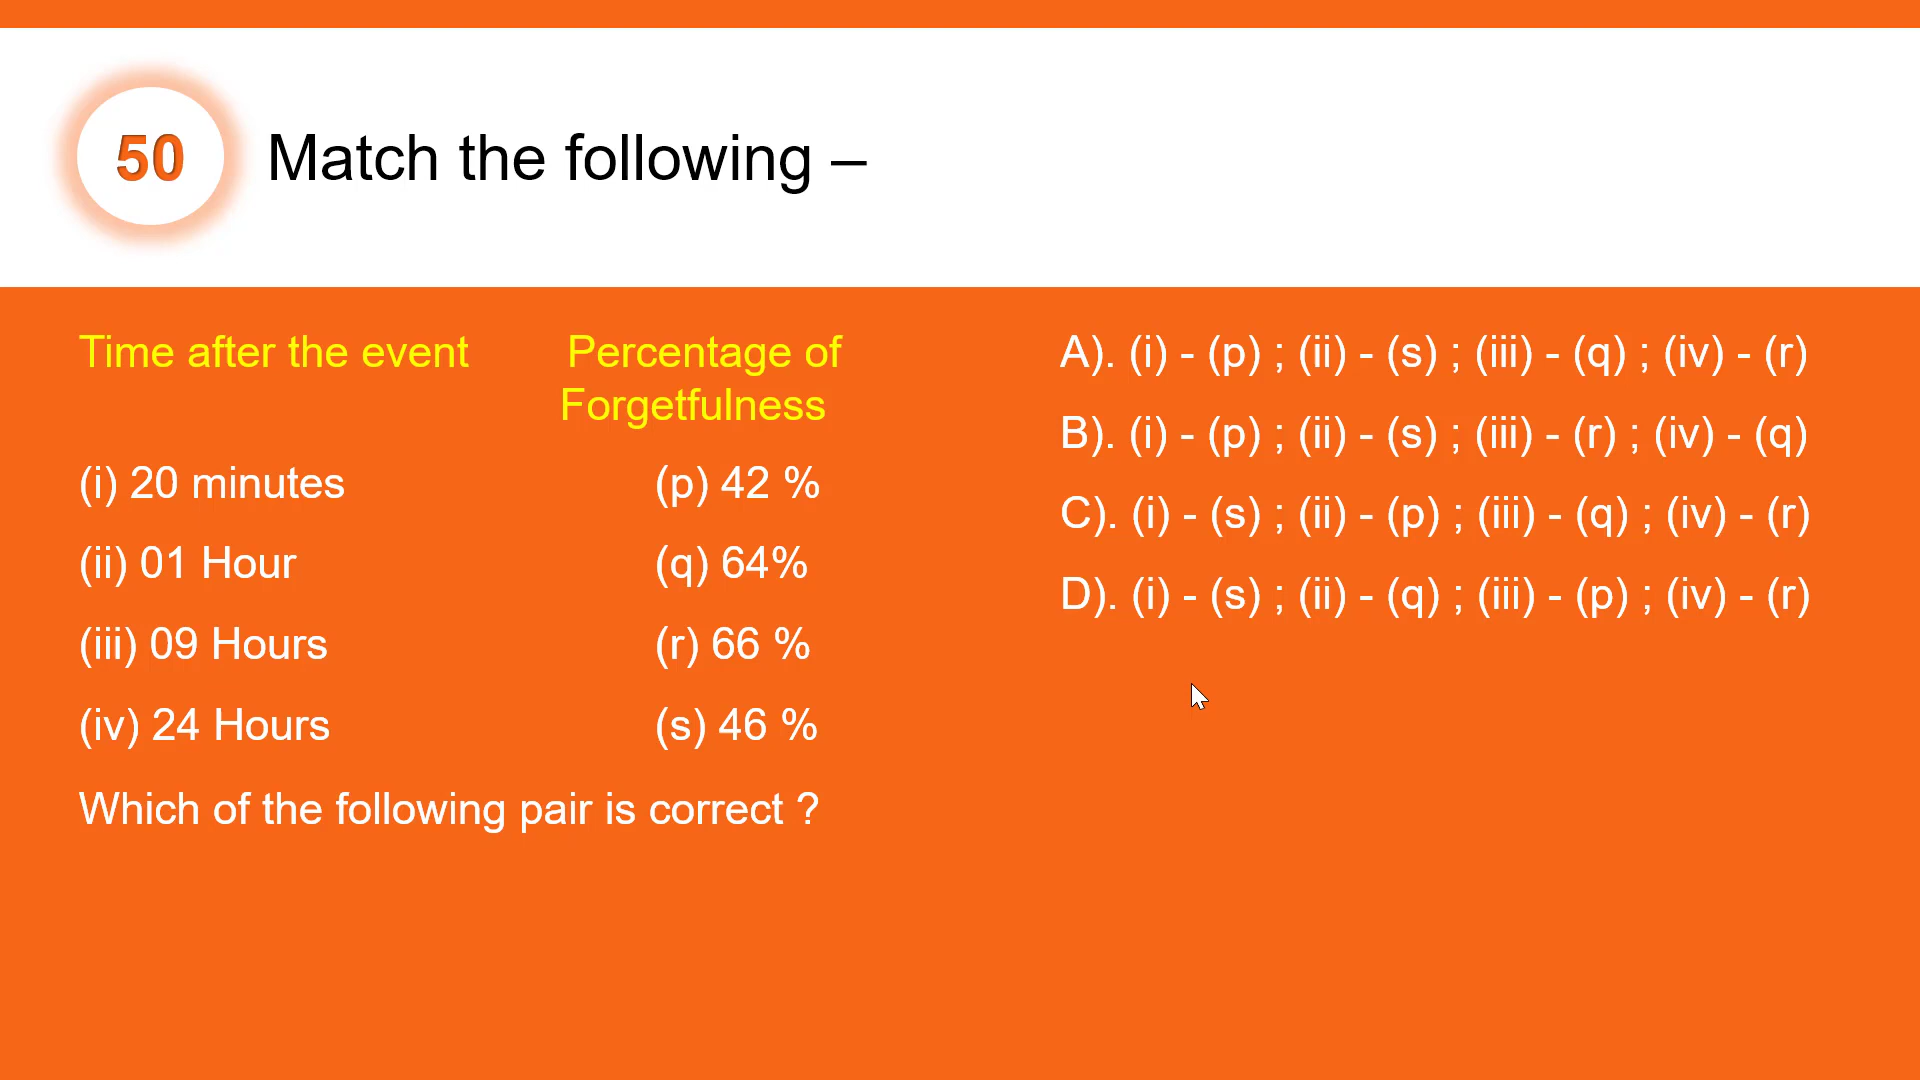 50
Match the following –
Time after the event
Percentage of
Forgetfulness
(i) 20 minutes
(p) 42 %
(ii) 01 Hour
(q) 64%
(iii) 09 Hours
(r) 66 %
(iv) 24 Hours
(s) 46 %
Which of the following pair is correct ?
A). (i) - (p) ; (ii) - (s) ; (iii) - (q) ; (iv) - (r)
B). (i) - (p) ; (ii) - (s) ; (iii) - (r) ; (iv) - (q)
C). (i) - (s) ; (ii) - (p) ; (iii) - (q) ; (iv) - (r)
D). (i) - (s) ; (ii) - (q) ; (iii) - (p) ; (iv) - (r)